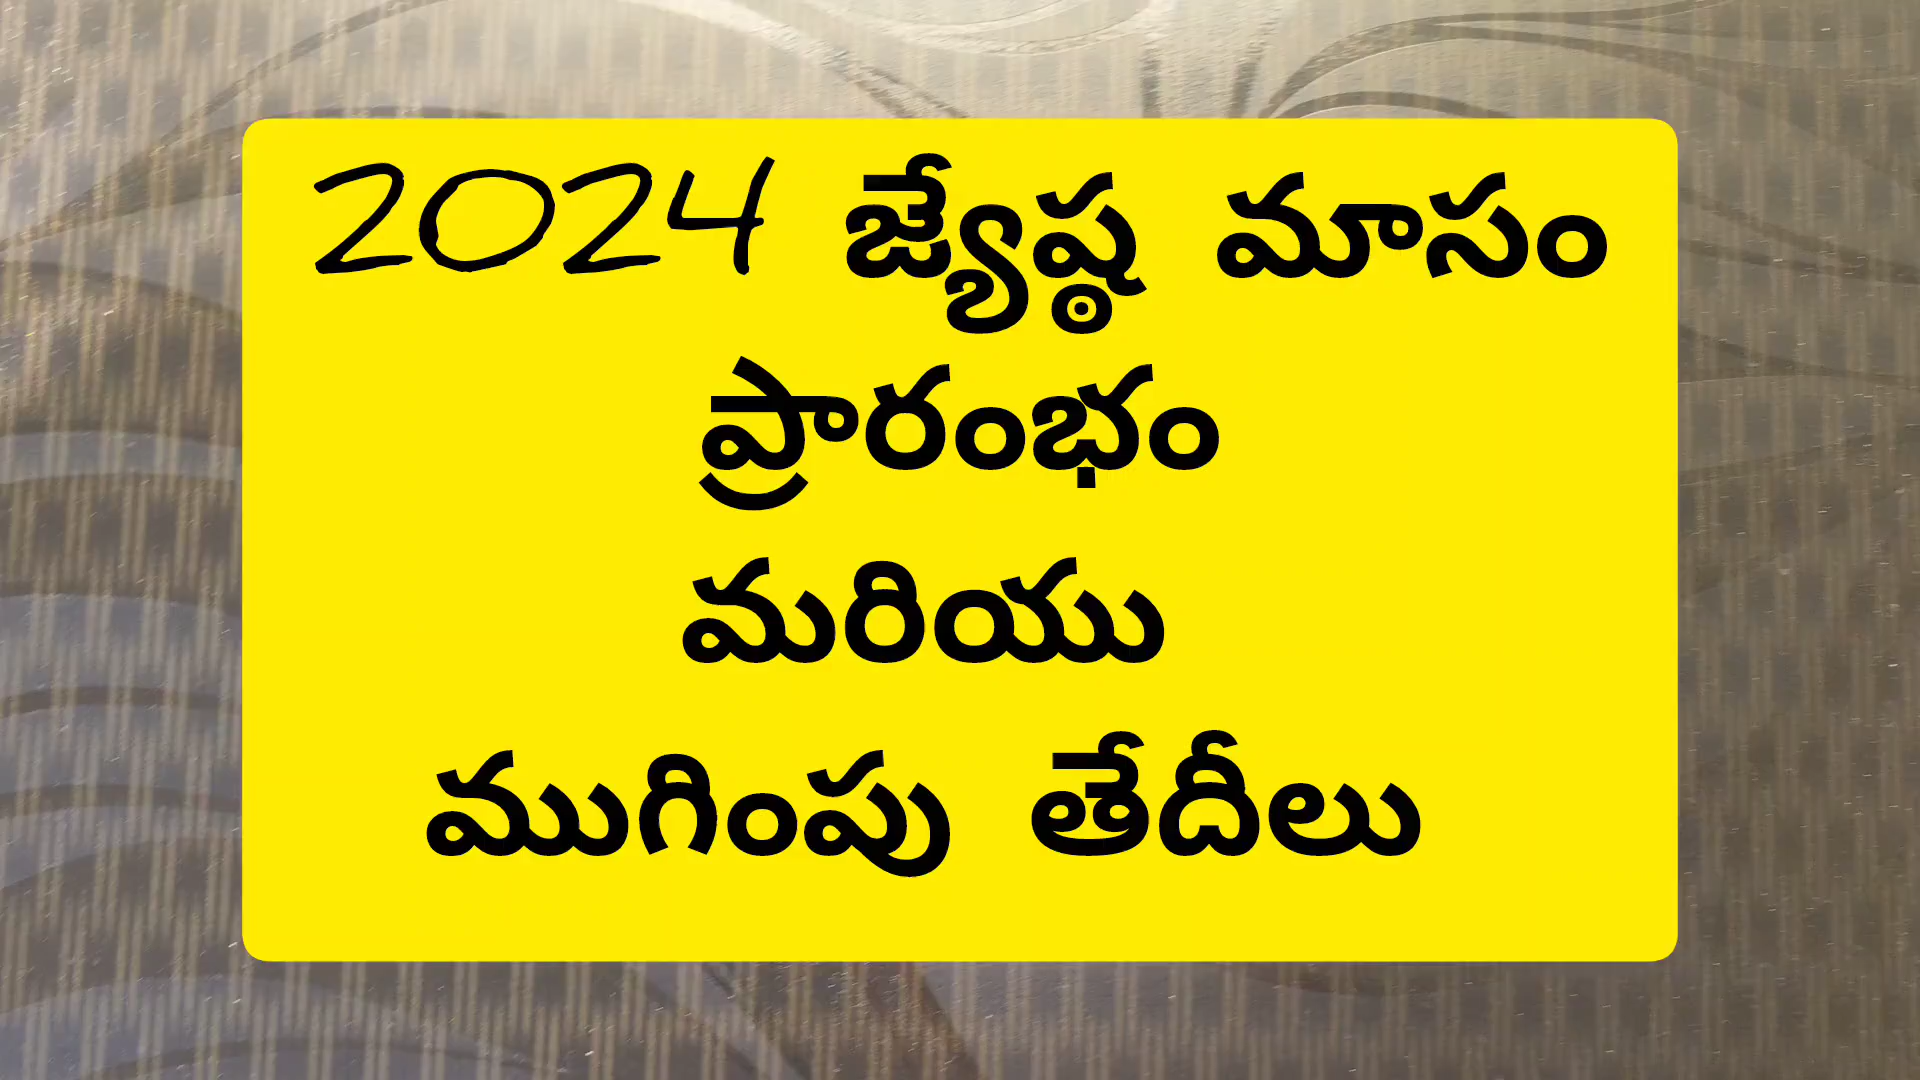 2024 జ్యేష్ఠ మాసం
ప్రారంభం
మరియు
ముగింపు తేదీలు